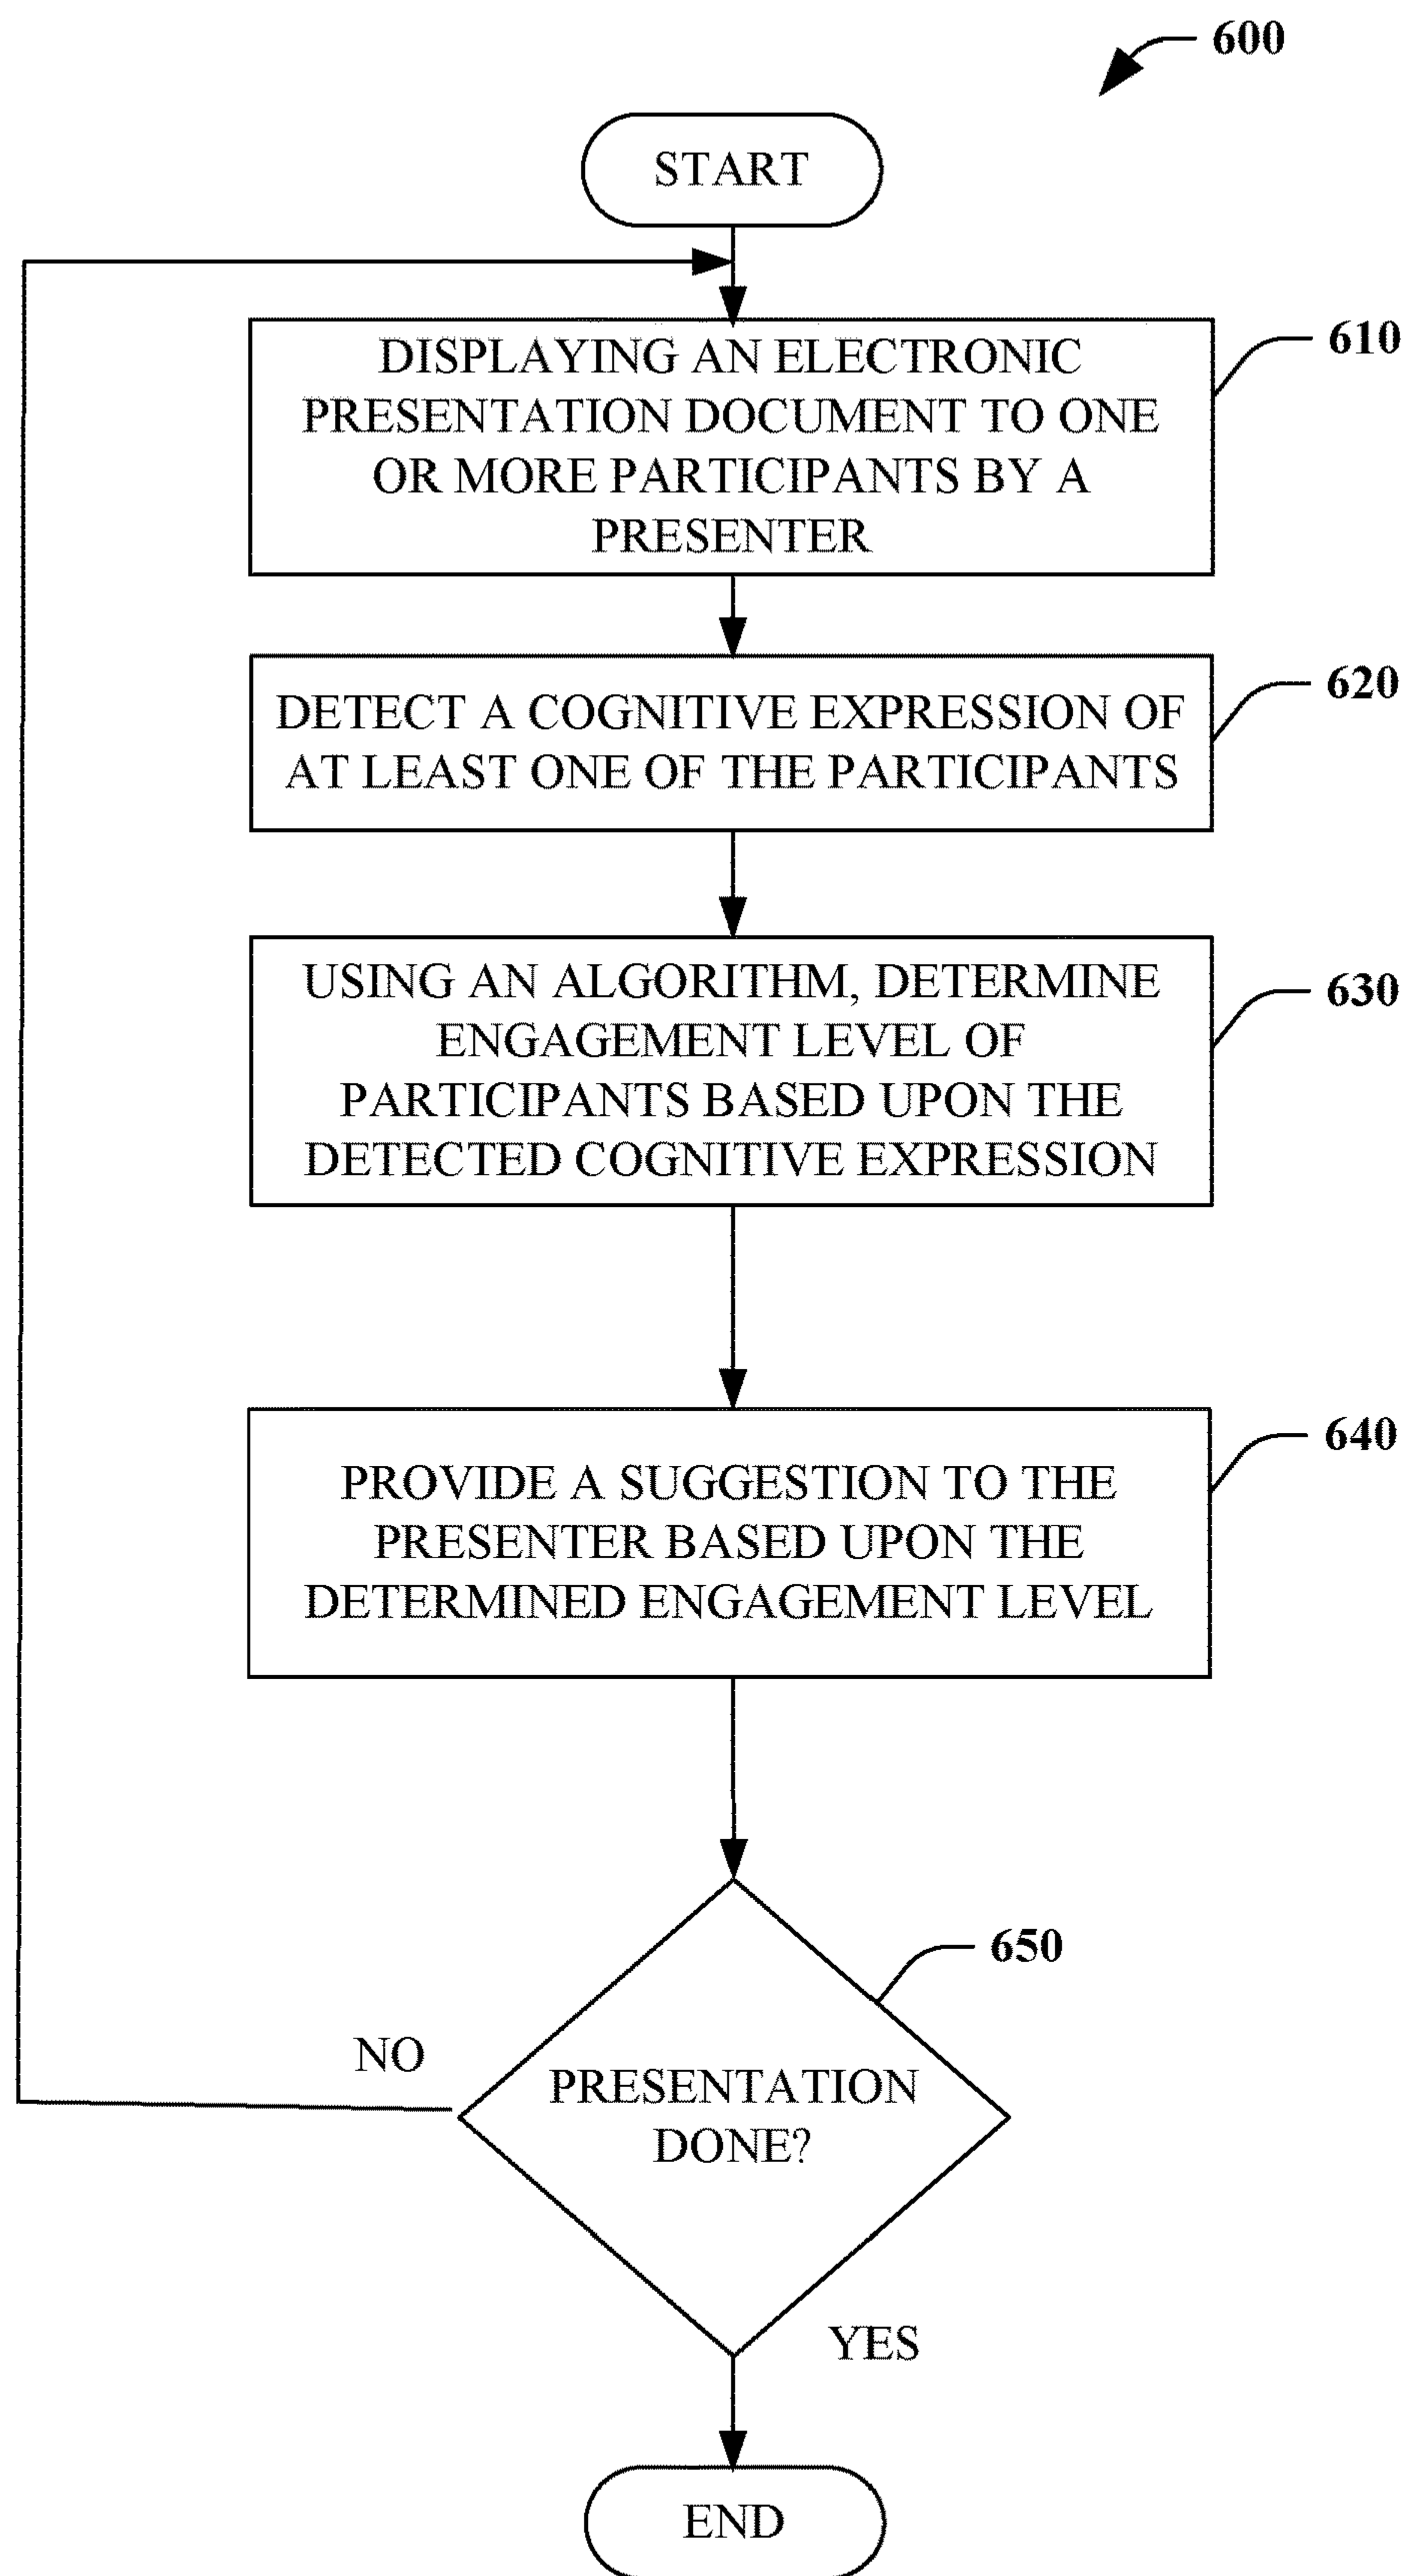 600
START
DISPLAYING AN ELECTRONIC
PRESENTATION DOCUMENT TO ONE
OR MORE PARTICIPANTS BY A
PRESENTER
610
DETECT A COGNITIVE EXPRESSION OF
AT LEAST ONE OF THE PARTICIPANTS
620
USING AN ALGORITHM, DETERMINE
ENGAGEMENT LEVEL OF
PARTICIPANTS BASED UPON THE
DETECTED COGNITIVE EXPRESSION
630
PROVIDE A SUGGESTION TO THE
PRESENTER BASED UPON THE
DETERMINED ENGAGEMENT LEVEL
640
650
NO
PRESENTATION
DONE?
YES
END